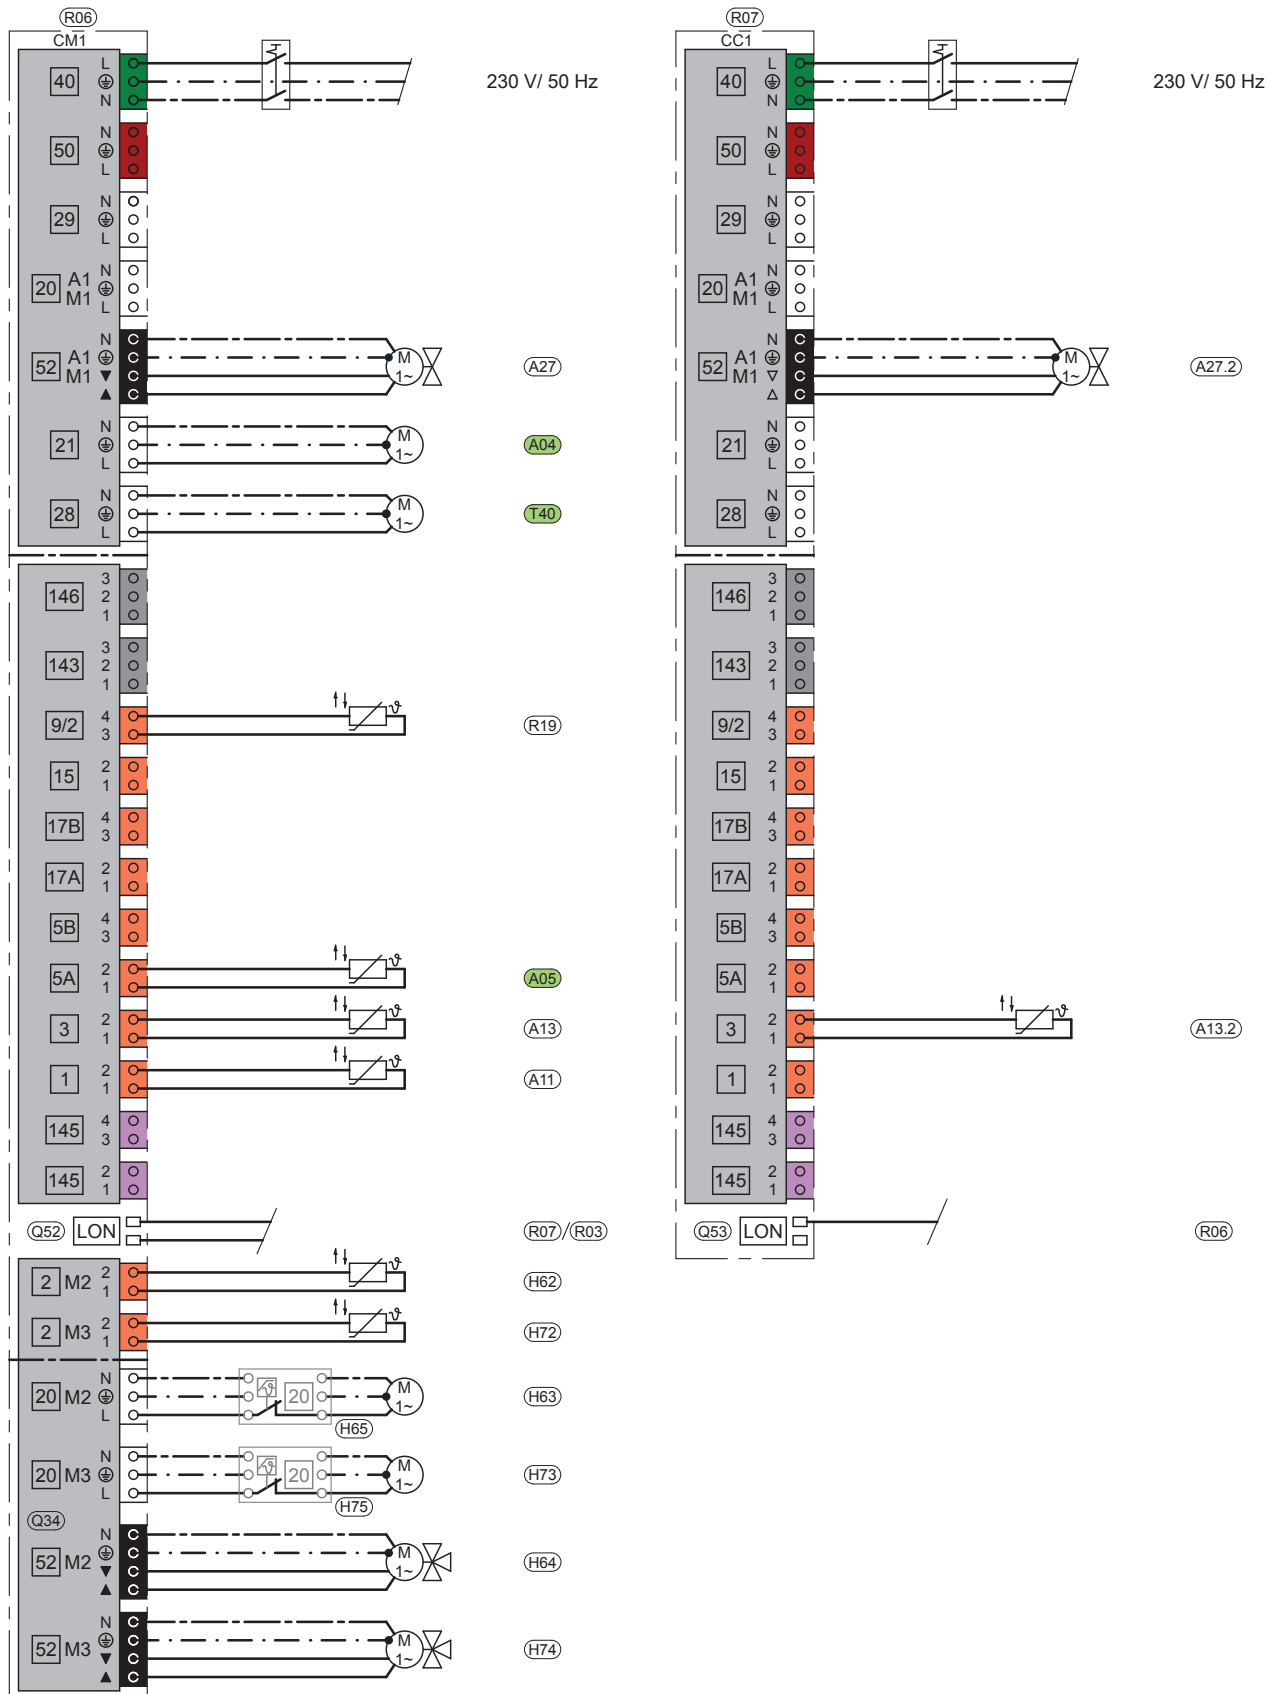 R06
CM1
40
L
N
230 V/ 50 Hz
50
N
L
29
N
L
20
A1
M1
N
L
52
A1
M1
N
▼
▲
M
1~
A27
21
N
L
M
1~
A04
28
N
L
M
1~
T40
146
3
2
1
143
3
2
1
9/2
4
3
ϑ
R19
15
2
1
17B
4
3
17A
2
1
5B
4
3
5A
2
1
ϑ
A05
3
2
1
ϑ
A13
1
2
1
ϑ
A11
145
4
3
145
2
1
Q52
LON
R07/R03
2
M2
2
1
ϑ
H62
2
M3
2
1
ϑ
H72
20
M2
N
L
ϑ
20
H65
M
1~
H63
20
M3
N
L
ϑ
20
H75
M
1~
H73
Q34
52
M2
N
▼
▲
M
1~
H64
52
M3
N
▼
▲
M
1~
H74
R07
CC1
40
L
N
230 V/ 50 Hz
50
N
L
29
N
L
20
A1
M1
N
L
52
A1
M1
N
▽
△
M
1~
A27.2
21
N
L
28
N
L
146
3
2
1
143
3
2
1
9/2
4
3
15
2
1
17B
4
3
17A
2
1
5B
4
3
5A
2
1
3
2
1
ϑ
A13.2
1
2
1
145
4
3
145
2
1
Q53
LON
R06